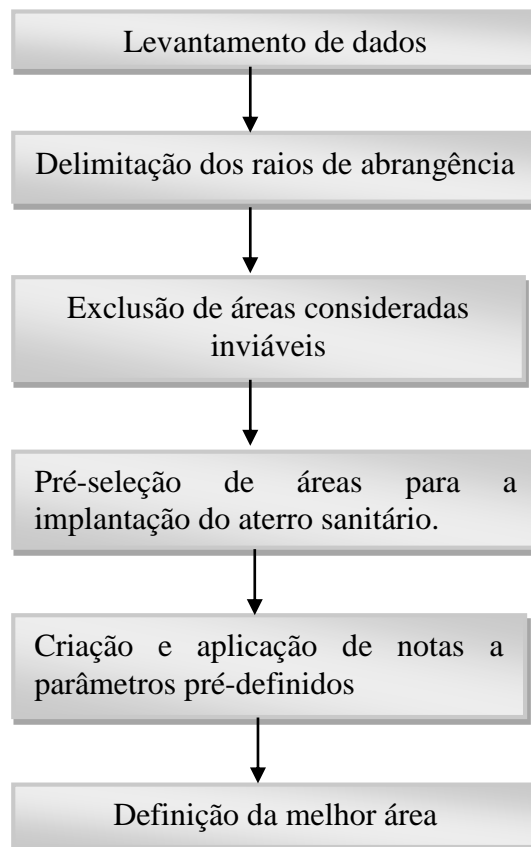 Levantamento de dados
Delimitação dos raios de abrangência
Exclusão de áreas consideradas
inviáveis
Pré-seleção de áreas para a
implantação do aterro sanitário.
Criação e aplicação de notas a
parâmetros pré-definidos
Definição da melhor área